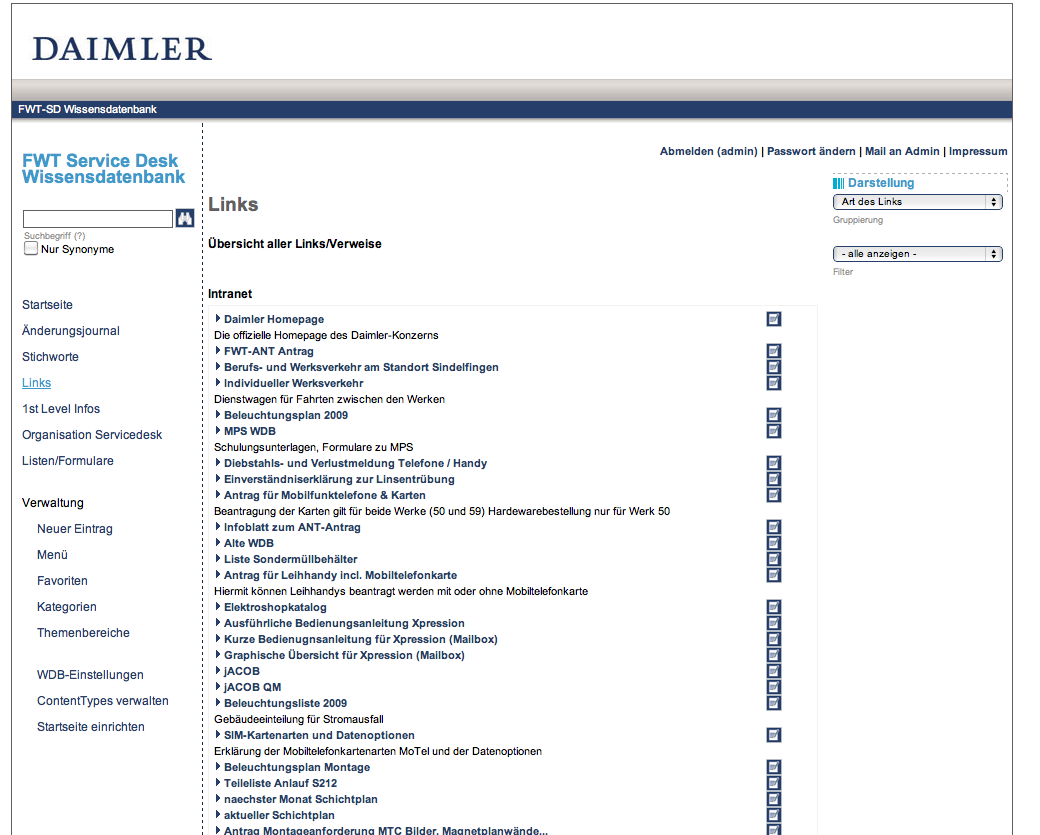 DAIMLER
FWT-SD Wissensdatenbank
FWT Service Desk
Wissensdatenbank
Suchbegriff (?)
Nur Synonyme
Startseite
Änderungsjournal
Stichworte
Links
1st Level Infos
Organisation Servicedesk
Listen/Formulare
Verwaltung
Neuer Eintrag
Menü
Favoriten
Kategorien
Themenbereiche
WDB-Einstellungen
ContentTypes verwalten
Startseite einrichten
Abmelden (admin) | Passwort ändern | Mail an Admin | Impressum
Links
Übersicht aller Links/Verweise
Intranet
Daimler Homepage
Die offizielle Homepage des Daimler-Konzerns
FWT-ANT Antrag
Berufs- und Werksverkehr am Standort Sindelfingen
Individueller Werksverkehr
Dienstwagen für Fahrten zwischen den Werken
Beleuchtungsplan 2009
MPS WDB
Schulungsunterlagen, Formulare zu MPS
Diebstahls- und Verlustmeldung Telefone / Handy
Einverständniserklärung zur Linsentrübung
Antrag für Mobilfunktelefone & Karten
Beantragung der Karten gilt für beide Werke (50 und 59) Hardewarebestellung nur für Werk 50
Infoblatt zum ANT-Antrag
Alte WDB
Liste Sondermüllbehälter
Antrag für Leihhandy incl. Mobiltelefonkarte
Hiermit können Leihhandys beantragt werden mit oder ohne Mobiltelefonkarte
Elektroshopkatalog
Ausführliche Bedienungsanleitung Xpression
Kurze Bedienugnsanleitung für Xpression (Mailbox)
Graphische Übersicht für Xpression (Mailbox)
jACOB
jACOB QM
Beleuchtungsliste 2009
Gebäudeeinteilung für Stromausfall
SIM-Kartenarten und Datenoptionen
Erklärung der Mobiltelefonkartenarten MoTel und der Datenoptionen
Beleuchtungsplan Montage
Teileliste Anlauf S212
naechster Monat Schichtplan
aktueller Schichtplan
Antrag Montageanforderung MTC Bilder, Magnetplanwände...
Darstellung
Art des Links
Gruppierung
- alle anzeigen -
Filter